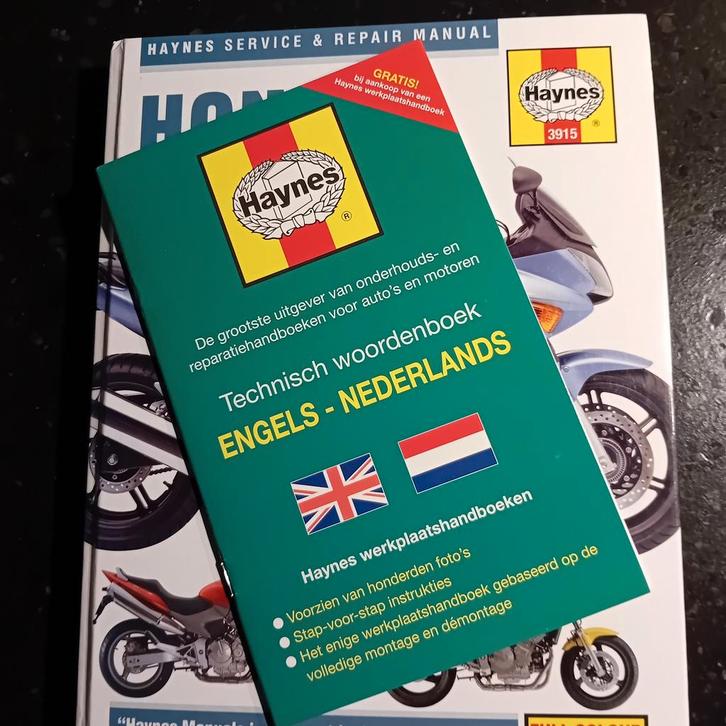 HAYNES SERVICE & REPAIR MANUAL
Haynes
®
3915
GRATIS!
bij aankoop van een
Haynes werkplaatshandboek
Haynes
®
De grootste uitgever van onderhouds- en
reparatiehandboeken voor auto's en motoren
Technisch woordenboek
ENGELS - NEDERLANDS
Haynes werkplaatshandboeken
Voorzien van honderden foto's
Stap-voor-stap instrukties
Het enige werkplaatshandboek gebaseerd op de
volledige montage en démontage